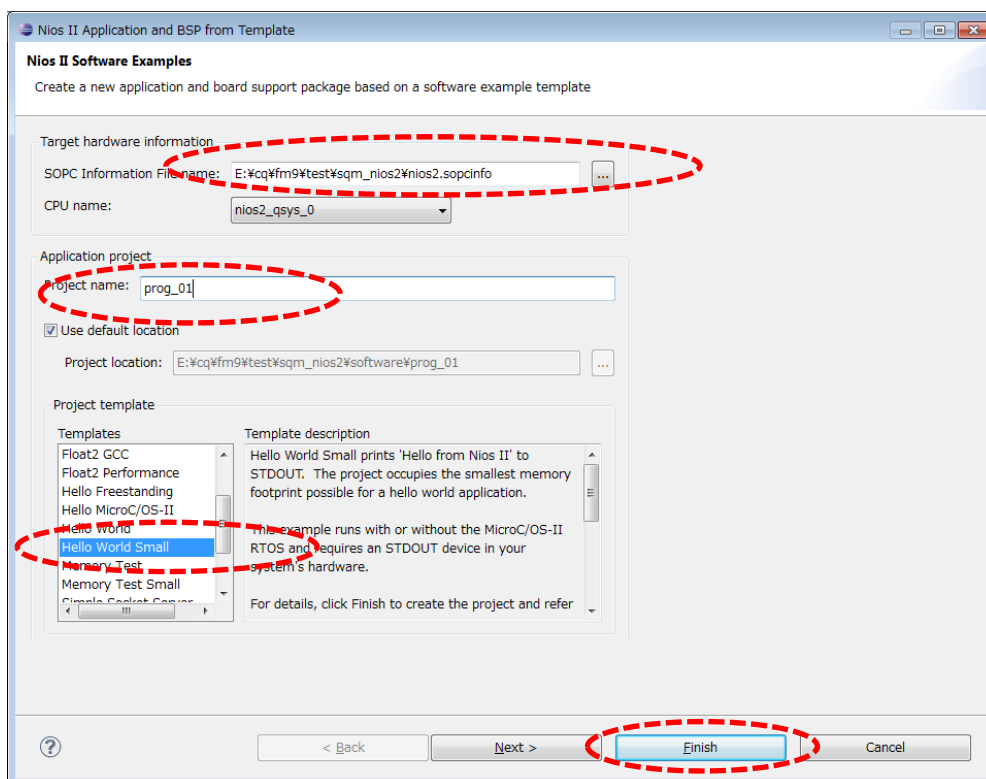 Nios II Application and BSP from Template
Nios II Software Examples
Create a new application and board support package based on a software example template
Target hardware information
SOPC Information File name: E:¥cq¥fm9¥test¥sqm_nios2¥nios2.sopcinfo ...
CPU name: nios2_qsys_0
Application project
Project name: prog_01
Use default location
Project location: E:¥cq¥fm9¥test¥sqm_nios2¥software¥prog_01 ...
Project template
Templates
Float2 GCC
Float2 Performance
Hello Freestanding
Hello MicroC/OS-II
Hello World
Hello World Small
Memory Test
Memory Test Small
Simple Socket Server
Template description
Hello World Small prints 'Hello from Nios II' to
STDOUT. The project occupies the smallest memory
footprint possible for a hello world application.
This example runs with or without the MicroC/OS-II
RTOS and requires an STDOUT device in your
system's hardware.
For details, click Finish to create the project and refer
? < Back Next > Finish Cancel